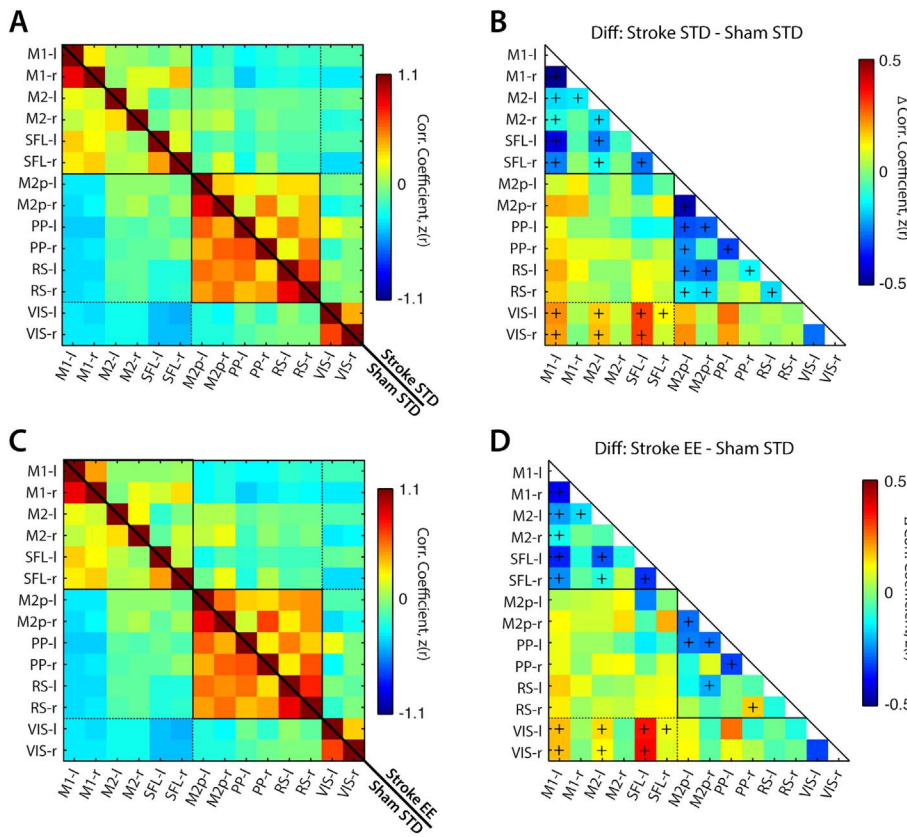 A
M1-l
M1-r
M2-l
M2-r
SFL-l
SFL-r
M2p-l
M2p-r
PP-l
PP-r
RS-l
RS-r
VIS-l
VIS-r
M1-l M1-r M2-l M2-r SFL-l SFL-r M2p-l M2p-r PP-l PP-r RS-l RS-r VIS-l VIS-r
Stroke STD
Sham STD
1.1
0
-1.1
Corr. Coefficient, z(r)
B
Diff: Stroke STD - Sham STD
M1-l
M1-r
M2-l
M2-r
SFL-l
SFL-r
M2p-l
M2p-r
PP-l
PP-r
RS-l
RS-r
VIS-l
VIS-r
M1-l M1-r M2-l M2-r SFL-l SFL-r M2p-l M2p-r PP-l PP-r RS-l RS-r VIS-l VIS-r
0.5
0
-0.5
Δ Corr. Coefficient, z(r)
C
M1-l
M1-r
M2-l
M2-r
SFL-l
SFL-r
M2p-l
M2p-r
PP-l
PP-r
RS-l
RS-r
VIS-l
VIS-r
M1-l M1-r M2-l M2-r SFL-l SFL-r M2p-l M2p-r PP-l PP-r RS-l RS-r VIS-l VIS-r
Stroke EE
Sham STD
1.1
0
-1.1
Corr. Coefficient, z(r)
D
Diff: Stroke EE - Sham STD
M1-l
M1-r
M2-l
M2-r
SFL-l
SFL-r
M2p-l
M2p-r
PP-l
PP-r
RS-l
RS-r
VIS-l
VIS-r
M1-l M1-r M2-l M2-r SFL-l SFL-r M2p-l M2p-r PP-l PP-r RS-l RS-r VIS-l VIS-r
0.5
0